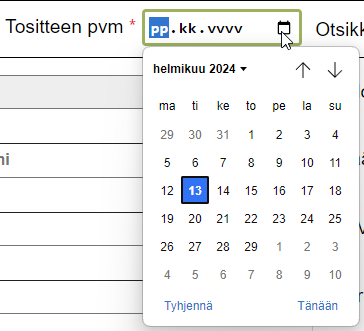 Tositteen pvm * pp.kk.vvvv Otsikk
helmikuu 2024
ma ti ke to pe la su
29 30 31 1 2 3 4
5 6 7 8 9 10 11
12 13 14 15 16 17 18
19 20 21 22 23 24 25
26 27 28 29 1 2 3
4 5 6 7 8 9 10
Tyhjennä Tänään